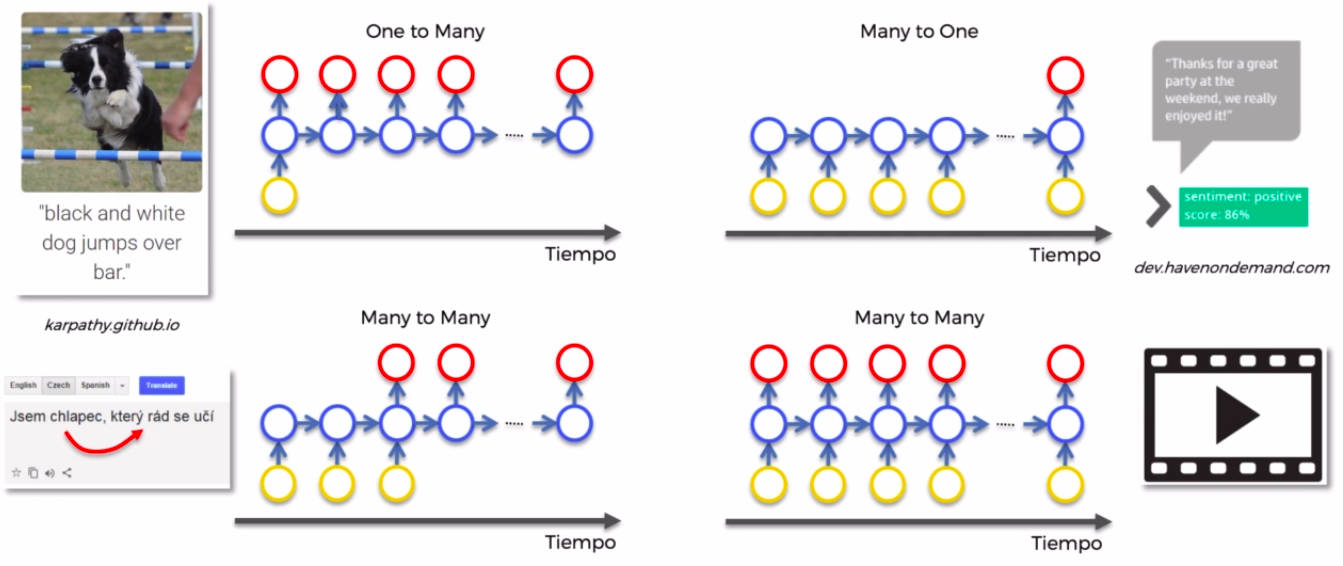 One to Many
"black and white
dog jumps over
bar."
Tiempo
karpathy.github.io
Many to One
"Thanks for a great
party at the
weekend, we really
enjoyed it!"
sentiment: positive
score: 86%
Tiempo
dev.havenondemand.com
Many to Many
English Czech Spanish Translate
Jsem chlapec, který rád se učí
Tiempo
Many to Many
Tiempo